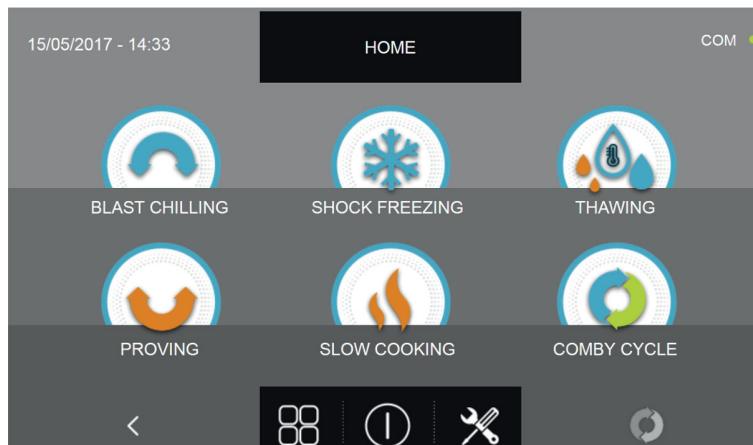 15/05/2017 - 14:33
HOME
COM
BLAST CHILLING
SHOCK FREEZING
THAWING
PROVING
SLOW COOKING
COMBY CYCLE